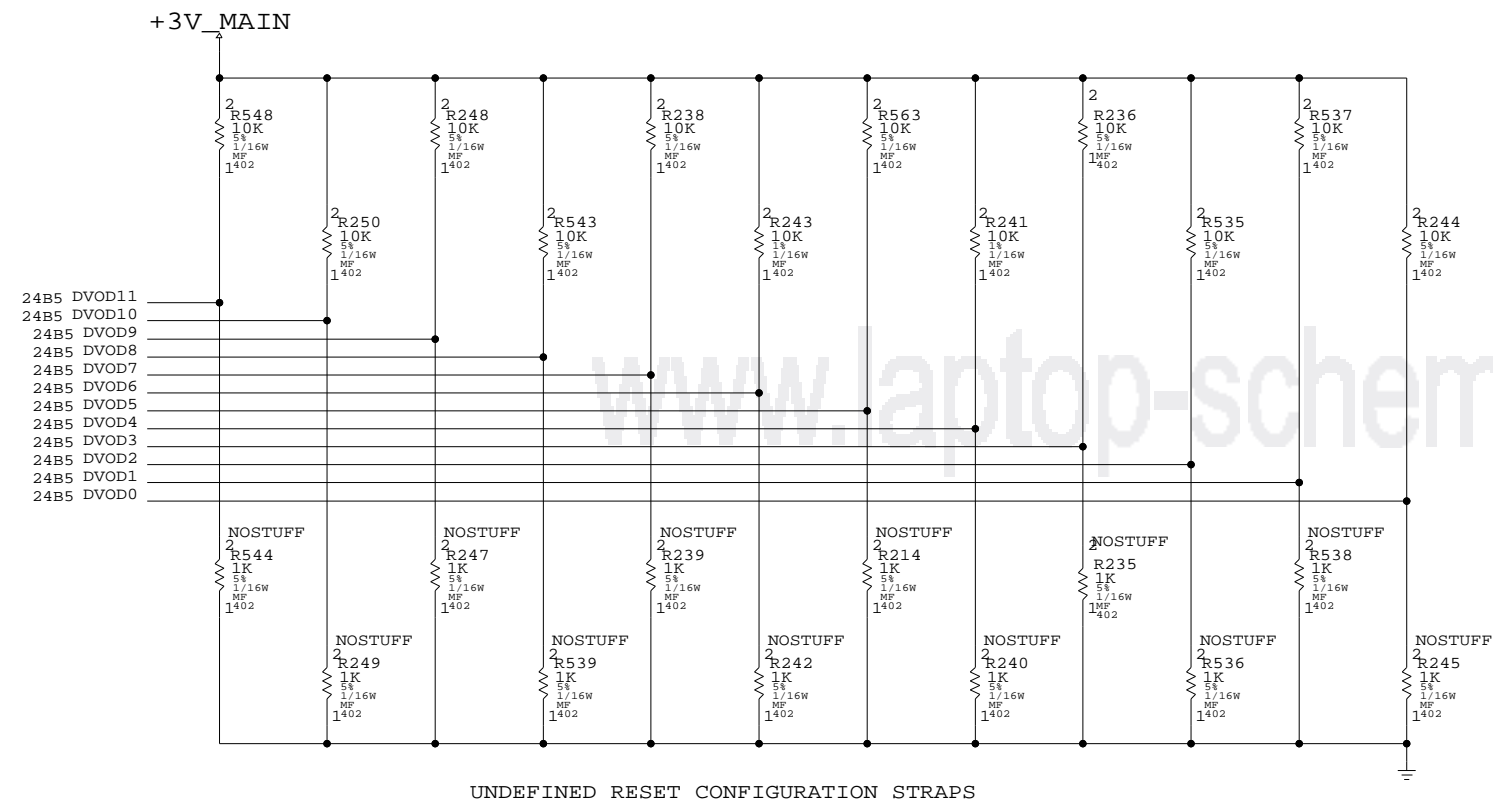 +3V_MAIN
2 2 2 2 2 2
R548 R248 R238 R563 R236 R537
10K 10K 10K 10K 10K 10K
5% 5% 5% 5% 5% 5%
1/16W 1/16W 1/16W 1/16W 1/16W 1/16W
MF MF MF MF MF MF
1 402 1 402 1 402 1 402 1 402 1 402
2 2 2 2 2 2
R250 R543 R243 R241 R535 R244
10K 10K 10K 10K 10K 10K
5% 5% 1% 1% 5% 5%
1/16W 1/16W 1/16W 1/16W 1/16W 1/16W
MF MF MF MF MF MF
1 402 1 402 1 402 1 402 1 402 1 402
24B5 DVOD11
24B5 DVOD10
24B5 DVOD9
24B5 DVOD8
24B5 DVOD7
24B5 DVOD6
24B5 DVOD5
24B5 DVOD4
24B5 DVOD3
24B5 DVOD2
24B5 DVOD1
24B5 DVOD0
www.laptop-schem
NOSTUFF NOSTUFF NOSTUFF NOSTUFF NOSTUFF NOSTUFF
2 2 2 2 2 2
R544 R247 R239 R214 R235 R538
1K 1K 1K 1K 1K 1K
5% 5% 5% 5% 5% 5%
1/16W 1/16W 1/16W 1/16W 1/16W 1/16W
MF MF MF MF MF MF
1 402 1 402 1 402 1 402 1 402 1 402
NOSTUFF NOSTUFF NOSTUFF NOSTUFF NOSTUFF NOSTUFF
2 2 2 2 2 2
R249 R539 R242 R240 R536 R245
1K 1K 1K 1K 1K 1K
5% 5% 5% 5% 5% 5%
1/16W 1/16W 1/16W 1/16W 1/16W 1/16W
MF MF MF MF MF MF
1 402 1 402 1 402 1 402 1 402 1 402
UNDEFINED RESET CONFIGURATION STRAPS